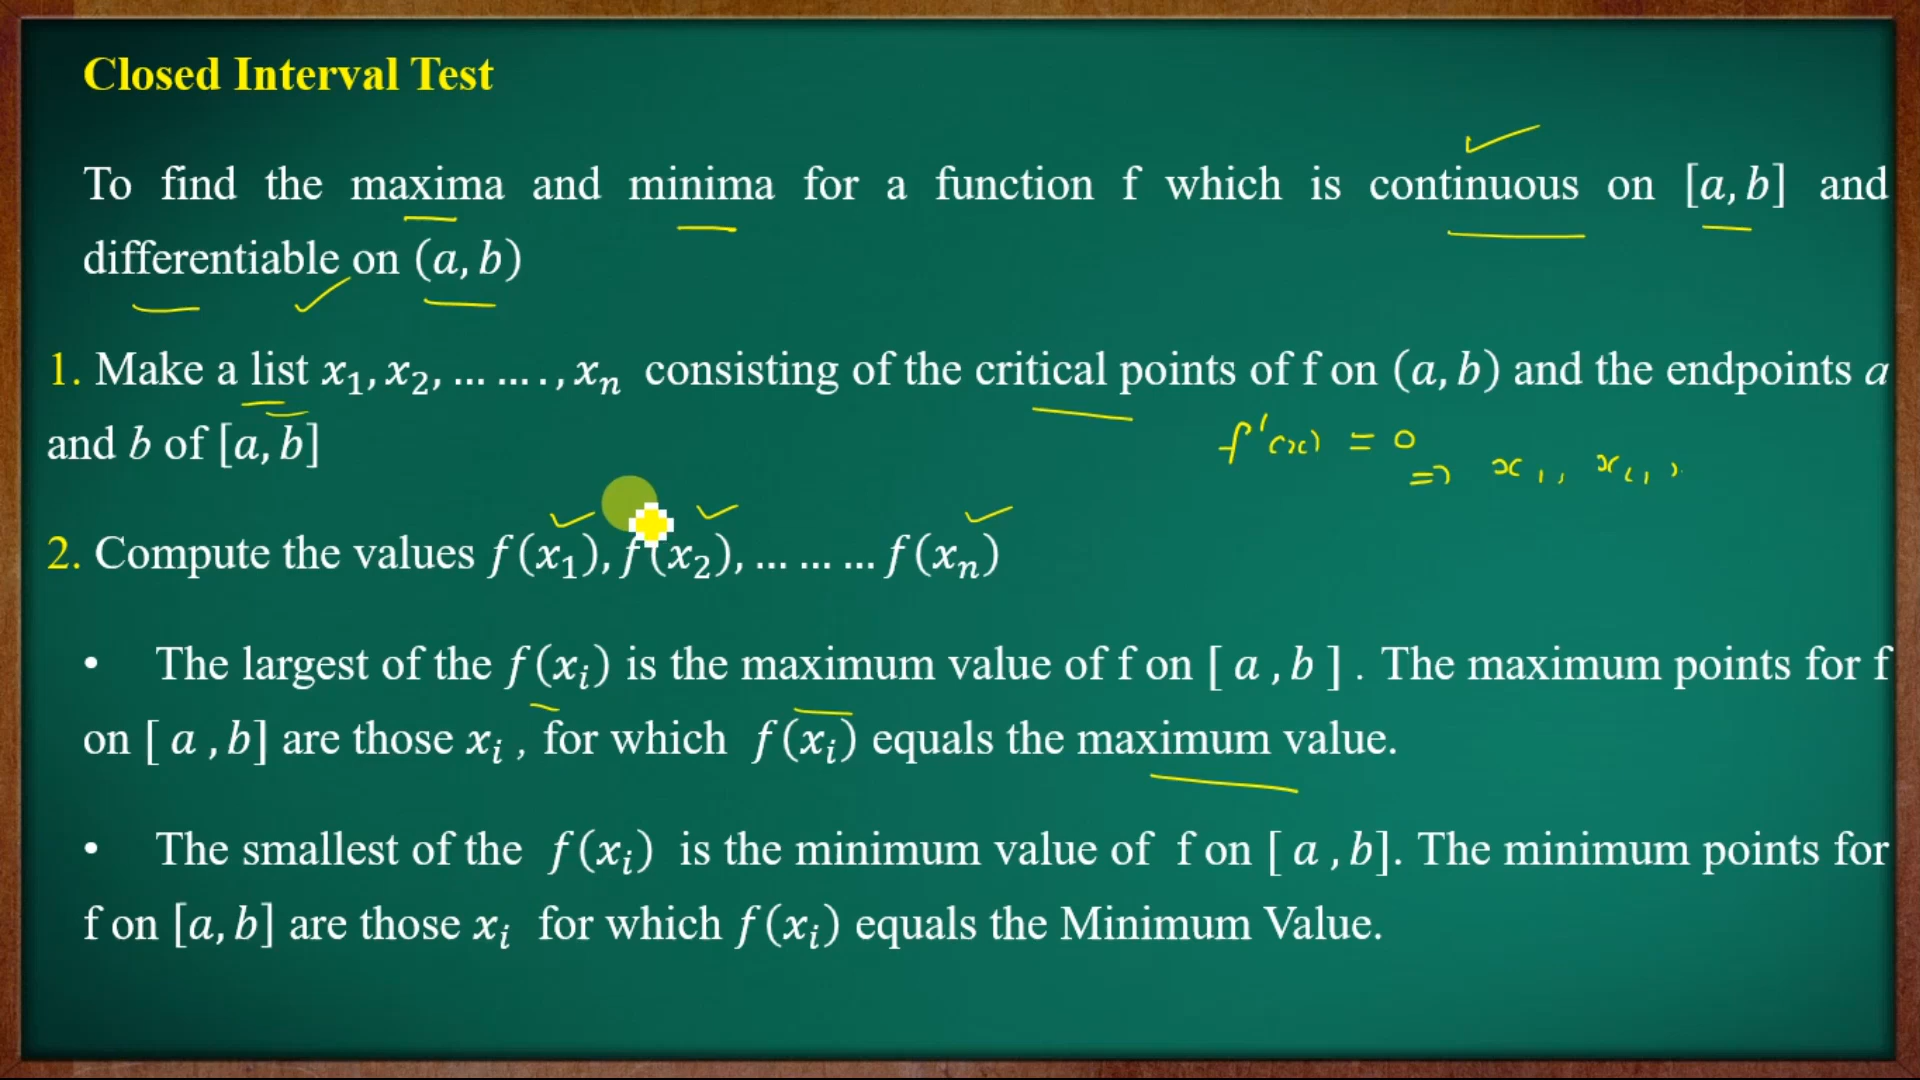 Closed Interval Test
To find the maxima and minima for a function f which is continuous on [a, b] and
differentiable on (a, b)
1. Make a list x₁, x₂, … … . , xₙ consisting of the critical points of f on (a, b) and the endpoints a
and b of [a, b]
f'(x) = 0
⇒ x₁,
2. Compute the values f(x₁), f(x₂), … … … f(xₙ)
• The largest of the f(xᵢ) is the maximum value of f on [ a , b ] . The maximum points for f
on [ a , b] are those xᵢ , for which f(xᵢ) equals the maximum value.
• The smallest of the f(xᵢ) is the minimum value of f on [ a , b]. The minimum points for
f on [a, b] are those xᵢ for which f(xᵢ) equals the Minimum Value.